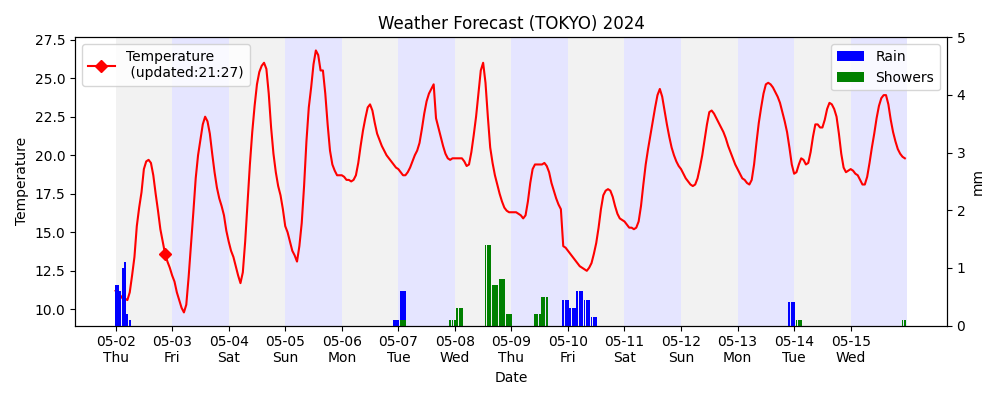 Weather Forecast (TOKYO) 2024
27.5
25.0
22.5
20.0
17.5
15.0
12.5
10.0
Temperature
Temperature
(updated:21:27)
Rain
Showers
5
4
3
2
1
0
mm
05-02 05-03 05-04 05-05 05-06 05-07 05-08 05-09 05-10 05-11 05-12 05-13 05-14 05-15
Thu Fri Sat Sun Mon Tue Wed Thu Fri Sat Sun Mon Tue Wed
Date